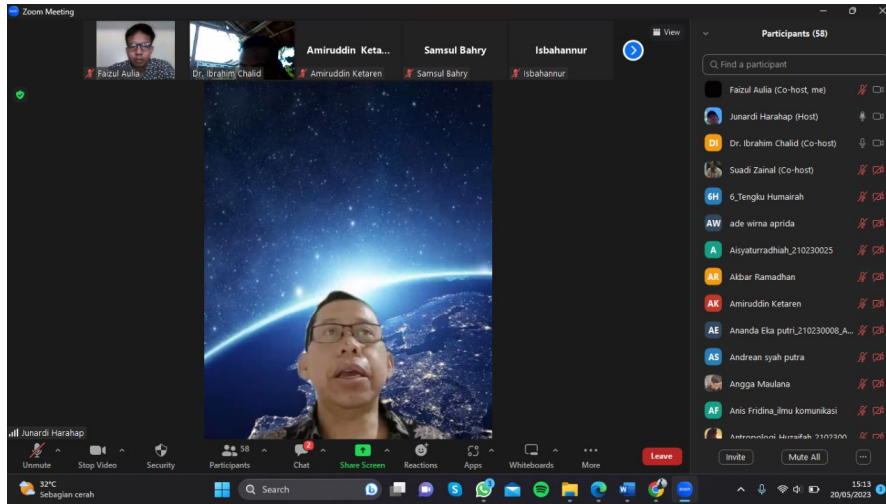 Zoom Meeting
View
Faizul Aulia
Dr. Ibrahim Chalid
Amiruddin Keta...
Amiruddin Ketaren
Samsul Bahry
Samsul Bahry
Isbahannur
Isbahannur
Junardi Harahap
Participants (58)
Find a participant
Faizul Aulia (Co-host, me)
Junardi Harahap (Host)
DI Dr. Ibrahim Chalid (Co-host)
Suadi Zainal (Co-host)
6H 6_Tengku Humairah
AW ade wirna aprida
A Aisyaturradhiah_210230025
AR Akbar Ramadhan
AK Amiruddin Ketaren
AE Ananda Eka putri_210230008_A...
AS Andrean syah putra
Angga Maulana
AF Anis Fridina_ilmu komunikasi
Antropologi Huzaifah 2102300
Invite
Mute All
Unmute
Stop Video
Security
58
Participants
2
Chat
Share Screen
Reactions
Apps
Whiteboards
More
Leave
32°C
Sebagian cerah
Search
15:13
20/05/2023